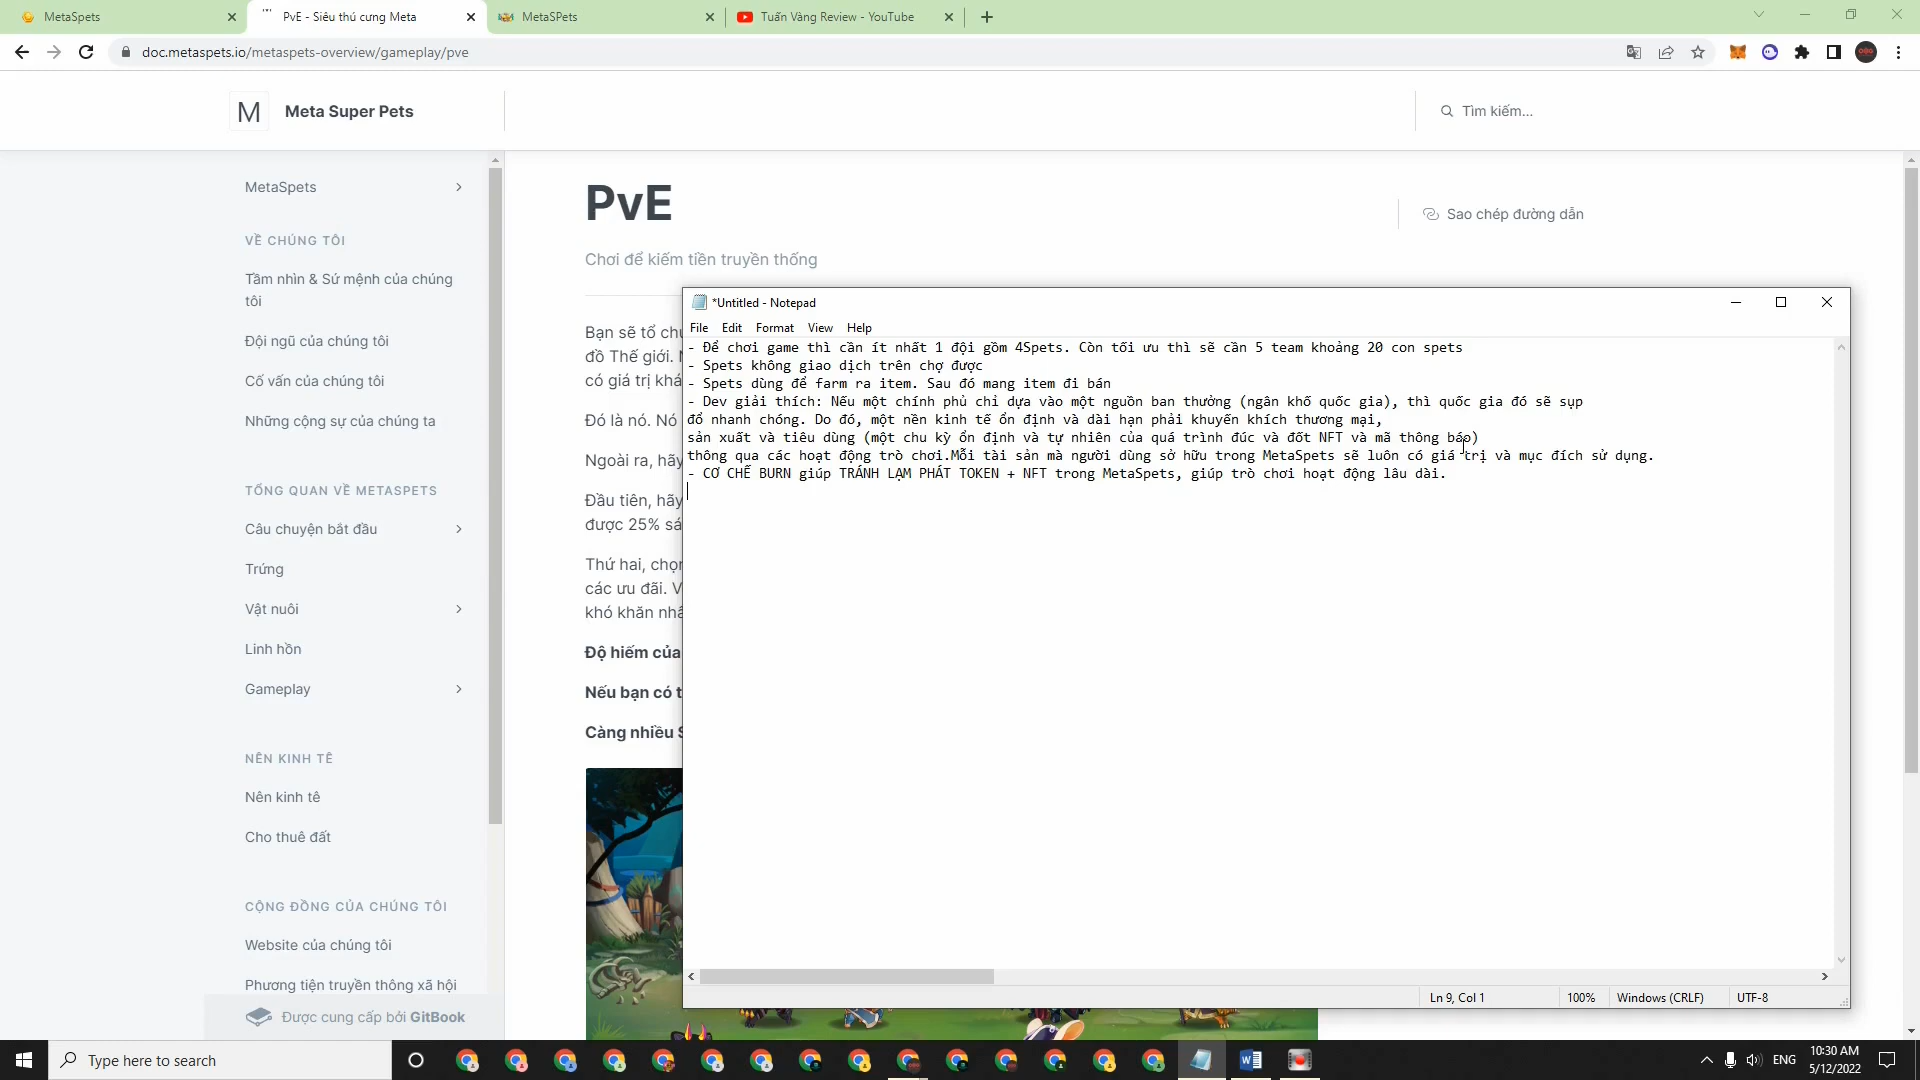 MetaSpets
PvE - Siêu thú cưng Meta
MetaSPets
Tuấn Vàng Review - YouTube
doc.metaspets.io/metaspets-overview/gameplay/pve
M
Meta Super Pets
Tìm kiếm...
MetaSpets
VỀ CHÚNG TÔI
Tầm nhìn & Sứ mệnh của chúng
tôi
Đội ngũ của chúng tôi
Cố vấn của chúng tôi
Những cộng sự của chúng ta
TỔNG QUAN VỀ METASPETS
Câu chuyện bắt đầu
Trứng
Vật nuôi
Linh hồn
Gameplay
NÊN KINH TẾ
Nên kinh tê
Cho thuê đất
CỘNG ĐỒNG CỦA CHÚNG TÔI
Website của chúng tôi
Phương tiện truyền thông xã hội
Được cung cấp bởi GitBook
PvE
Sao chép đường dẫn
Chơi để kiếm tiền truyền thống
Bạn sẽ tổ ch
đồ Thế giới.
có giá trị kh
Đó là nó. Nó
Ngoài ra, hãy
Đầu tiên, hãy
được 25% s
Thứ hai, chọ
các ưu đãi. V
khó khăn nh
Độ hiếm của
Nếu bạn có t
Càng nhiều S
*Untitled - Notepad
File Edit Format View Help
- Để chơi game thì cần ít nhất 1 đội gồm 4Spets. Còn tối ưu thì sẽ cần 5 team khoảng 20 con spets
- Spets không giao dịch trên chợ được
- Spets dùng để farm ra item. Sau đó mang item đi bán
- Dev giải thích: Nếu một chính phủ chỉ dựa vào một nguồn ban thưởng (ngân khố quốc gia), thì quốc gia đó sẽ sụp
đổ nhanh chóng. Do đó, một nền kinh tế ổn định và dài hạn phải khuyến khích thương mại,
sản xuất và tiêu dùng (một chu kỳ ổn định và tự nhiên của quá trình đúc và đốt NFT và mã thông báo)
thông qua các hoạt động trò chơi.Mỗi tài sản mà người dùng sở hữu trong MetaSpets sẽ luôn có giá trị và mục đích sử dụng.
- CƠ CHẾ BURN giúp TRÁNH LẠM PHÁT TOKEN + NFT trong MetaSpets, giúp trò chơi hoạt động lâu dài.
Ln 9, Col 1
100%
Windows (CRLF)
UTF-8
Type here to search
ENG
10:30 AM
5/12/2022